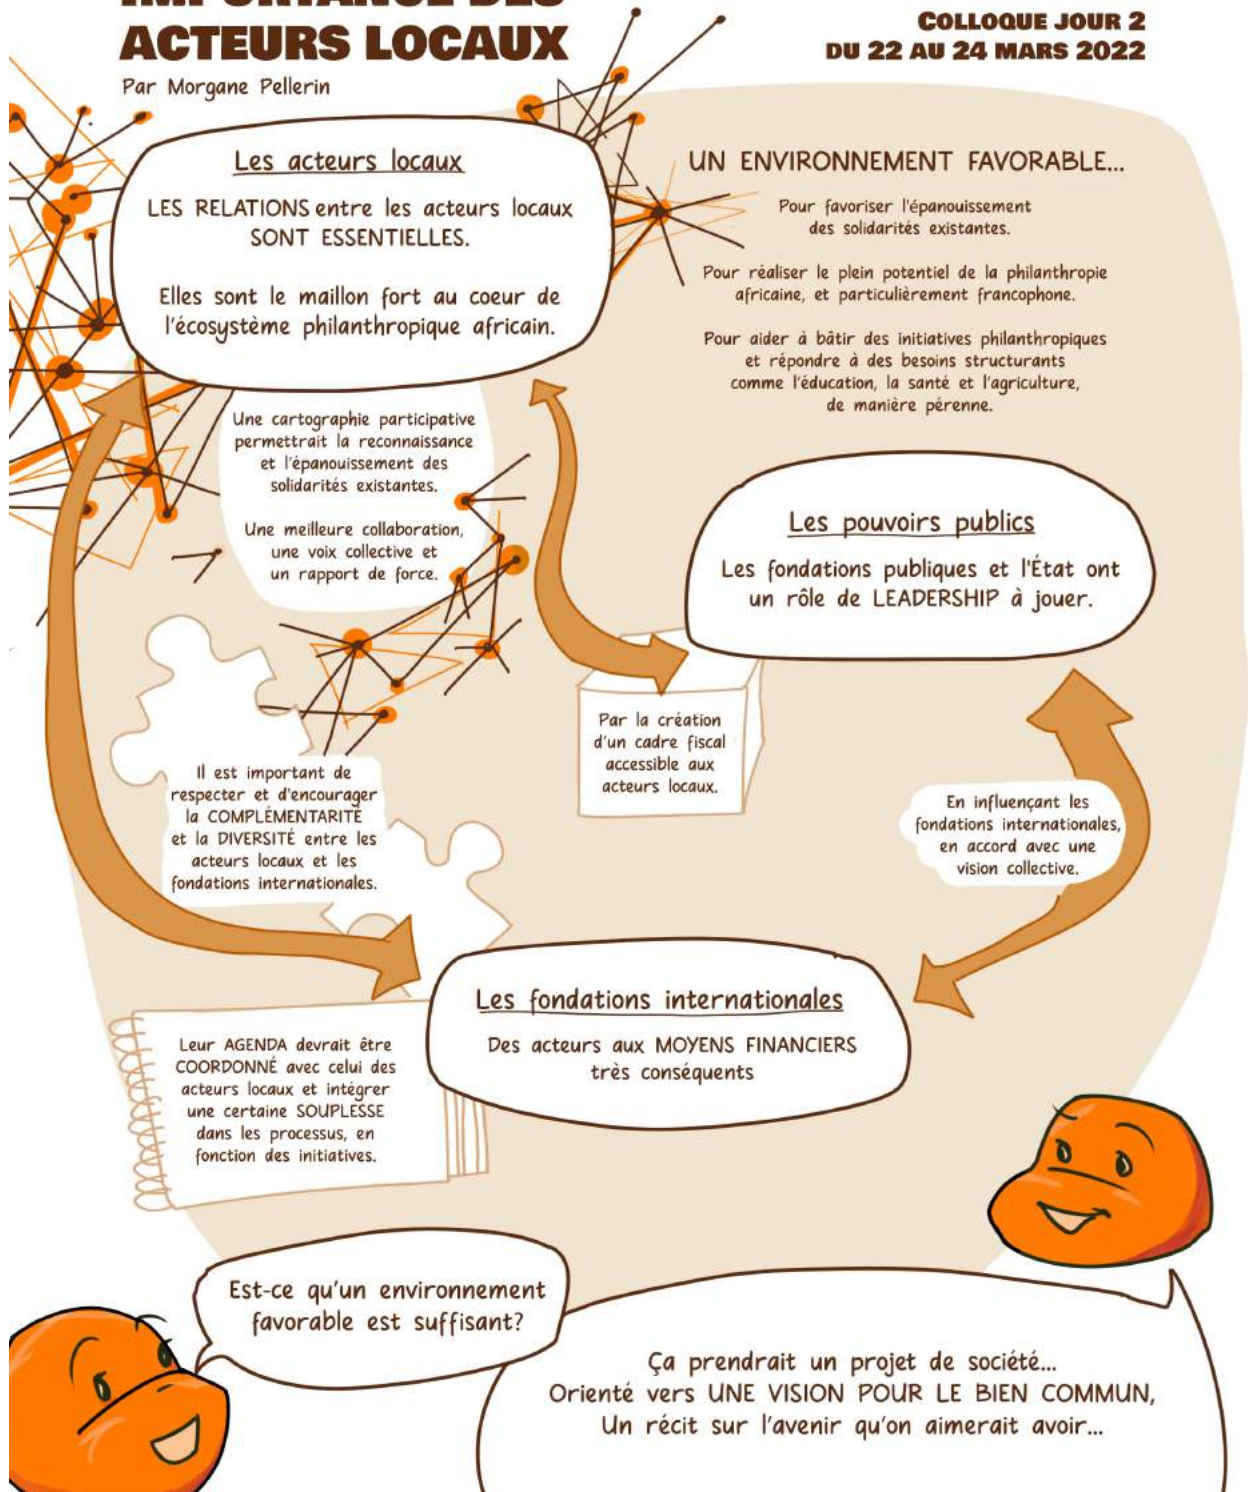 IMPORTANCE DES
ACTEURS LOCAUX
Par Morgane Pellerin
COLLOQUE JOUR 2
DU 22 AU 24 MARS 2022
Les acteurs locaux
LES RELATIONS entre les acteurs locaux
SONT ESSENTIELLES.
Elles sont le maillon fort au coeur de
l'écosystème philanthropique africain.
UN ENVIRONNEMENT FAVORABLE...
Pour favoriser l'épanouissement
des solidarités existantes.
Pour réaliser le plein potentiel de la philanthropie
africaine, et particulièrement francophone.
Pour aider à bâtir des initiatives philanthropiques
et répondre à des besoins structurants
comme l'éducation, la santé et l'agriculture,
de manière pérenne.
Une cartographie participative
permettrait la reconnaissance
et l'épanouissement des
solidarités existantes.
Une meilleure collaboration,
une voix collective et
un rapport de force.
Les pouvoirs publics
Les fondations publiques et l'État ont
un rôle de LEADERSHIP à jouer.
Par la création
d'un cadre fiscal
accessible aux
acteurs locaux.
Il est important de
respecter et d'encourager
la COMPLÉMENTARITÉ
et la DIVERSITÉ entre les
acteurs locaux et les
fondations internationales.
En influençant les
fondations internationales,
en accord avec une
vision collective.
Les fondations internationales
Des acteurs aux MOYENS FINANCIERS
très conséquents
Leur AGENDA devrait être
COORDONNÉ avec celui des
acteurs locaux et intégrer
une certaine SOUPLESSE
dans les processus, en
fonction des initiatives.
Est-ce qu'un environnement
favorable est suffisant?
Ça prendrait un projet de société...
Orienté vers UNE VISION POUR LE BIEN COMMUN,
Un récit sur l'avenir qu'on aimerait avoir...